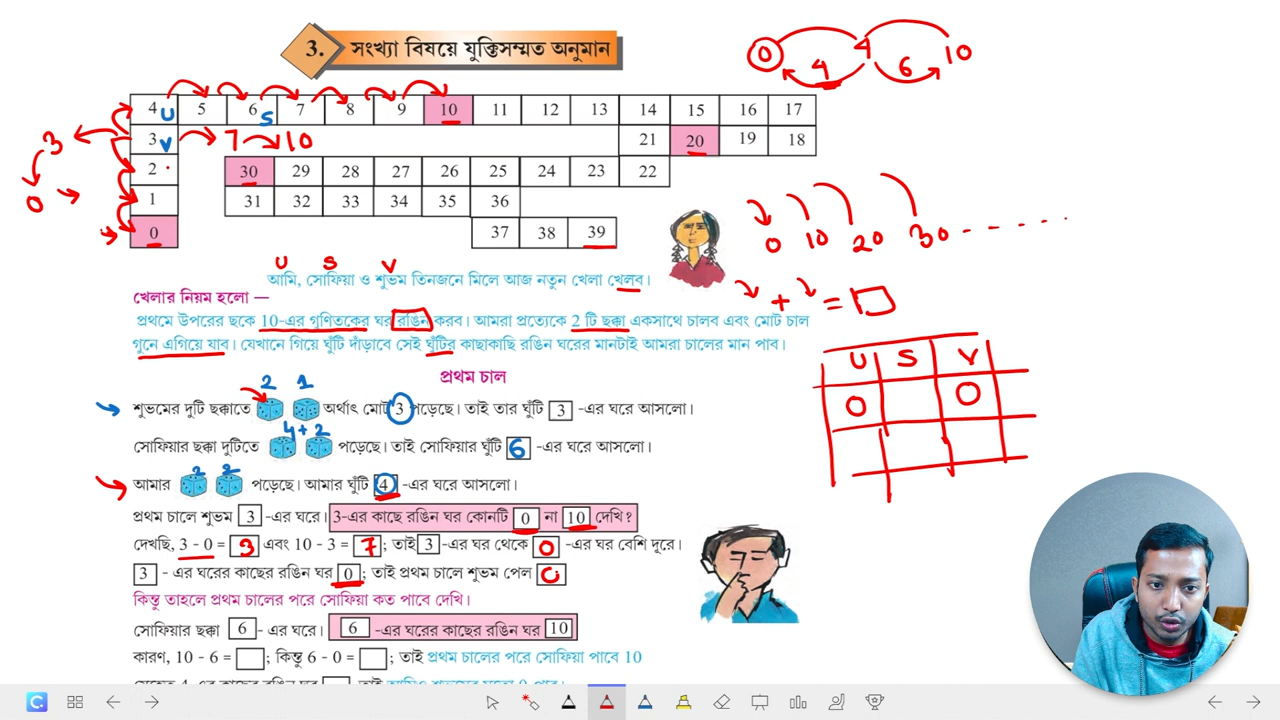 3. সংখ্যা বিষয়ে যুক্তিসম্মত অনুমান
0 4 10
4 6
4 U 5 6 S 7 8 9 10 11 12 13 14 15 16 17
3 3 V 7 10 21 20 19 18
2 30 29 28 27 26 25 24 23 22
0 1 31 32 33 34 35 36
0 37 38 39
0 10 20 30
U S V
আমি, সোফিয়া ও শুভম তিনজনে মিলে আজ নতুন খেলা খেলব।
খেলার নিয়ম হলো —
+ =
প্রথমে উপরের ছকে 10-এর গুণিতকের ঘর রঙিন করব। আমরা প্রত্যেকে 2 টি ছক্কা একসাথে চালব এবং মোট চাল
গুনে এগিয়ে যাব। যেখানে গিয়ে ঘুঁটি দাঁড়াবে সেই ঘুঁটির কাছাকাছি রঙিন ঘরের মানটাই আমরা চালের মান পাব।
U S V
0 0
প্রথম চাল
2 1
শুভমের দুটি ছক্কাতে অর্থাৎ মোট 3 পড়েছে। তাই তার ঘুঁটি 3 -এর ঘরে আসলো।
4 + 2
সোফিয়ার ছক্কা দুটিতে পড়েছে। তাই সোফিয়ার ঘুঁটি 6 -এর ঘরে আসলো।
2 2
আমার পড়েছে। আমার ঘুঁটি 4 -এর ঘরে আসলো।
প্রথম চালে শুভম 3 -এর ঘরে। 3-এর কাছে রঙিন ঘর কোনটি 0 না 10 দেখি?
দেখছি, 3 - 0 = 3 এবং 10 - 3 = 7 ; তাই 3 -এর ঘর থেকে 0 -এর ঘর বেশি দূরে।
3 - এর ঘরের কাছের রঙিন ঘর 0 ; তাই প্রথম চালে শুভম পেল
কিন্তু তাহলে প্রথম চালের পরে সোফিয়া কত পাবে দেখি।
সোফিয়ার ছক্কা 6 - এর ঘরে। 6 -এর ঘরের কাছের রঙিন ঘর 10
কারণ, 10 - 6 = ; কিন্তু 6 - 0 = ; তাই প্রথম চালের পরে সোফিয়া পাবে 10